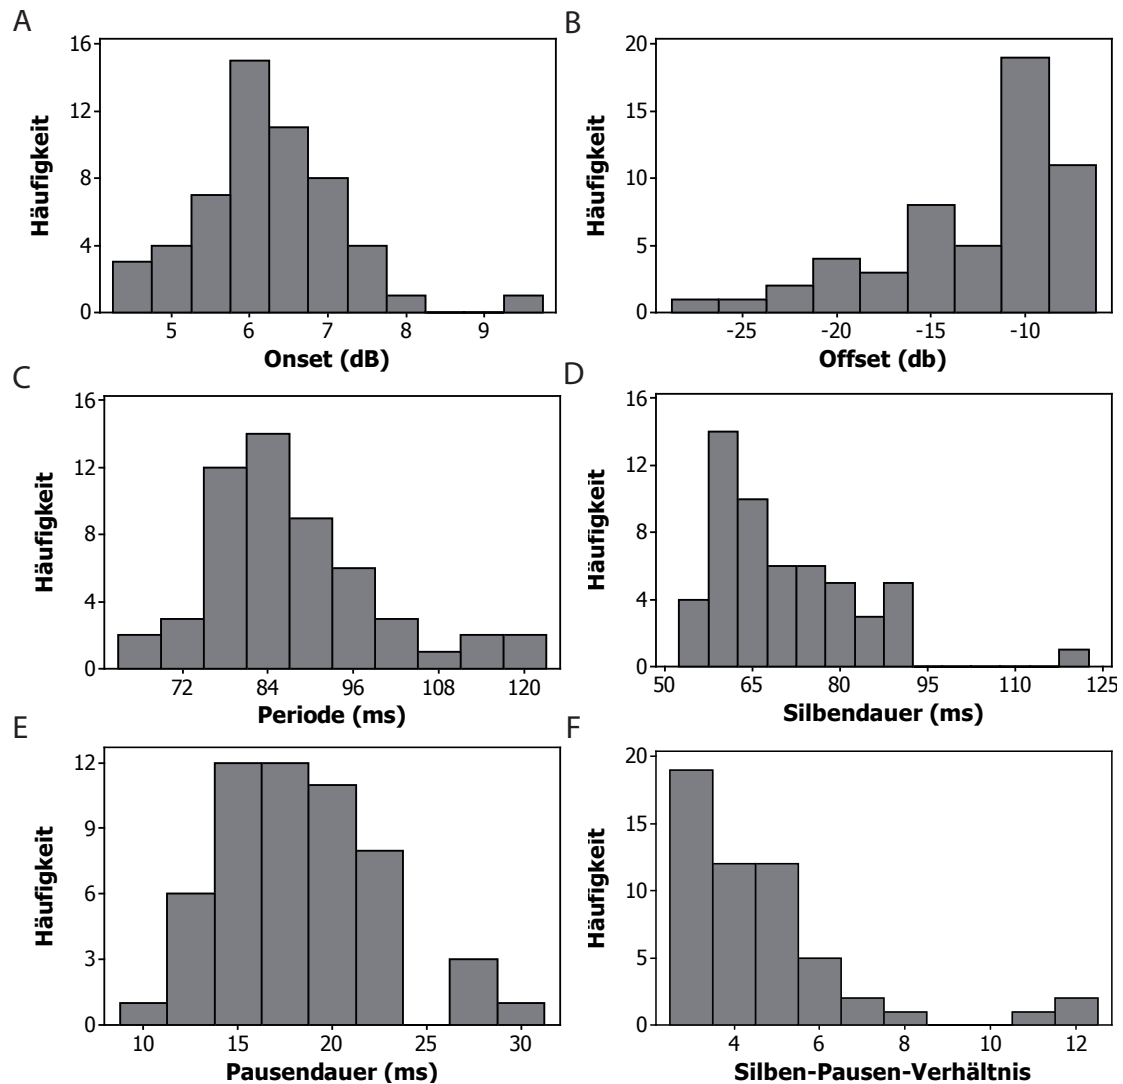 A
16
12
8
4
0
Häufigkeit
5 6 7 8 9
Onset (dB)
B
20
15
10
5
0
Häufigkeit
-25 -20 -15 -10
Offset (db)
C
16
12
8
4
0
Häufigkeit
72 84 96 108 120
Periode (ms)
D
16
12
8
4
0
Häufigkeit
50 65 80 95 110 125
Silbendauer (ms)
E
12
9
6
3
0
Häufigkeit
10 15 20 25 30
Pausendauer (ms)
F
20
15
10
5
0
Häufigkeit
4 6 8 10 12
Silben-Pausen-Verhältnis